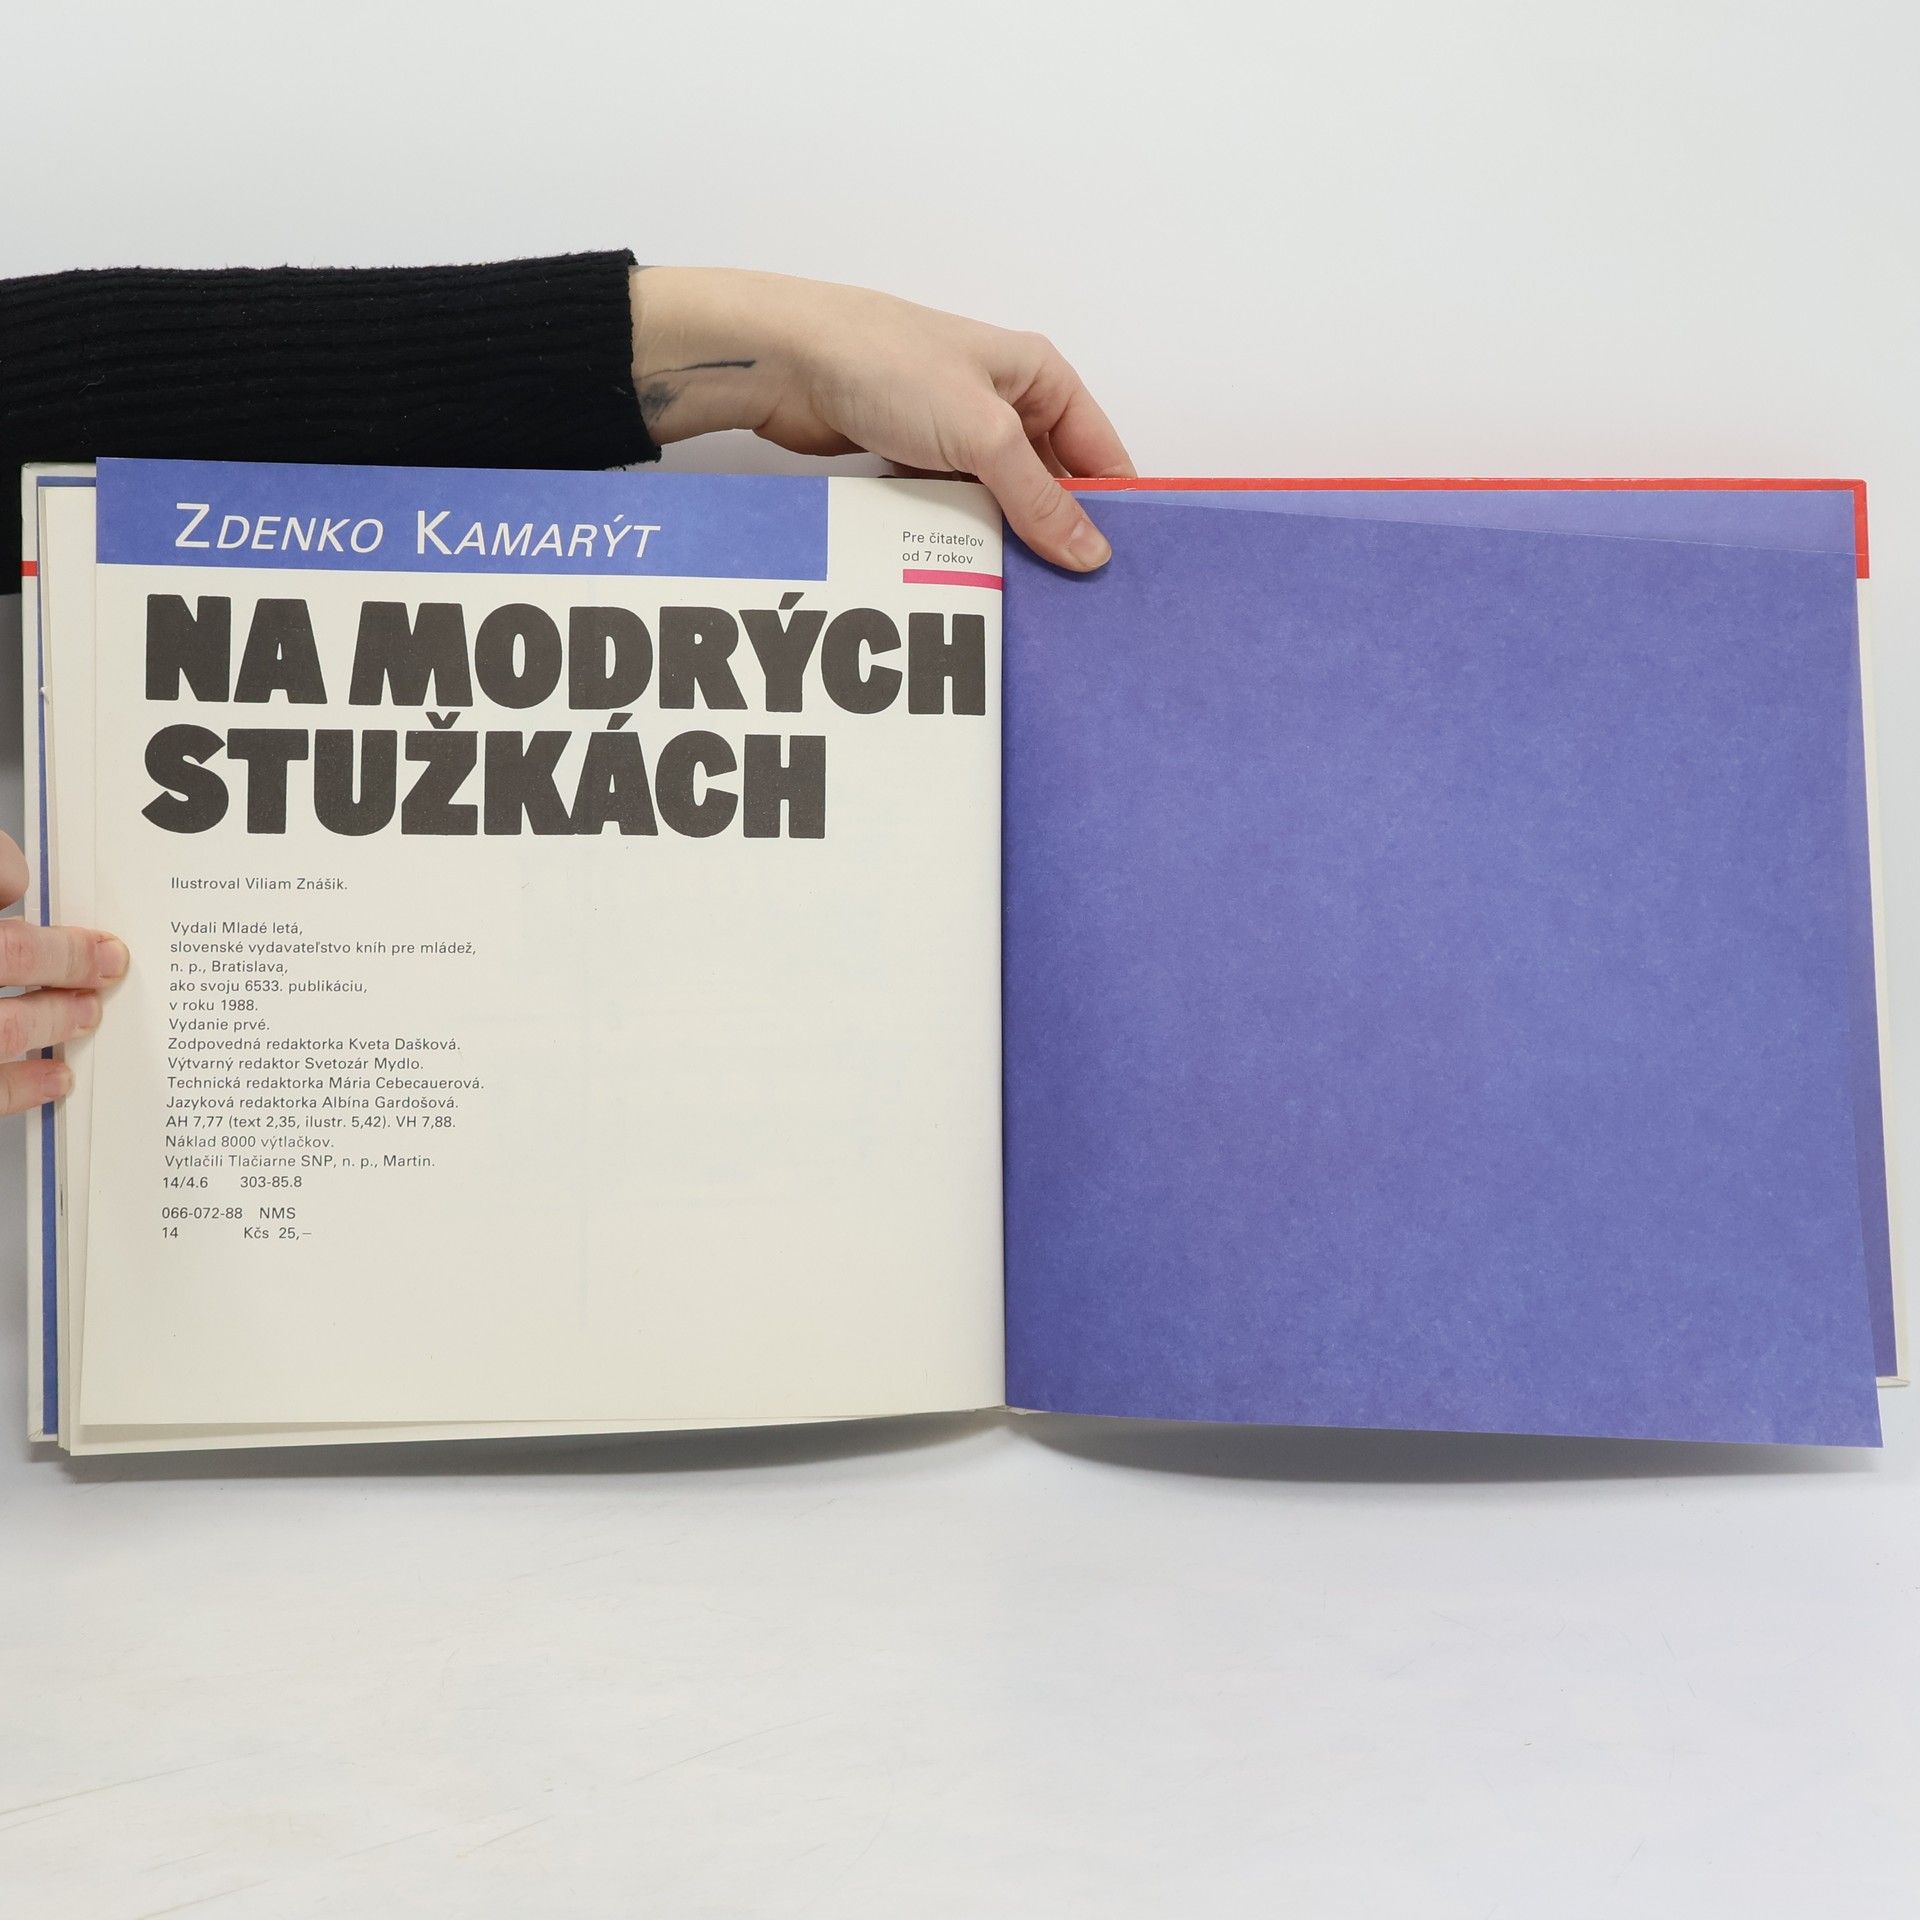 ZDENKO KAMARÝT
Pre čitateľov
od 7 rokov
NA MODRÝCH
STUŽKÁCH
Ilustroval Viliam Znášik.
Vydali Mladé letá,
slovenské vydavateľstvo kníh pre mládež,
n. p., Bratislava,
ako svoju 6533. publikáciu,
v roku 1988.
Vydanie prvé.
Zodpovedná redaktorka Kveta Dašková.
Výtvarný redaktor Svetozár Mydlo.
Technická redaktorka Mária Cebecauerová.
Jazyková redaktorka Albína Gardošová.
AH 7,77 (text 2,35, ilustr. 5,42). VH 7,88.
Náklad 8000 výtlačkov.
Vytlačili Tlačiarne SNP, n. p., Martin.
14/4.6 303-85.8
066-072-88 NMS
14 Kčs 25,–